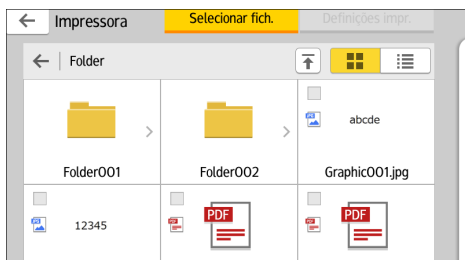 Impressora
Selecionar fich.
Definições impr.
Folder
abcde
Folder001
Folder002
Graphic001.jpg
12345
PDF
PDF